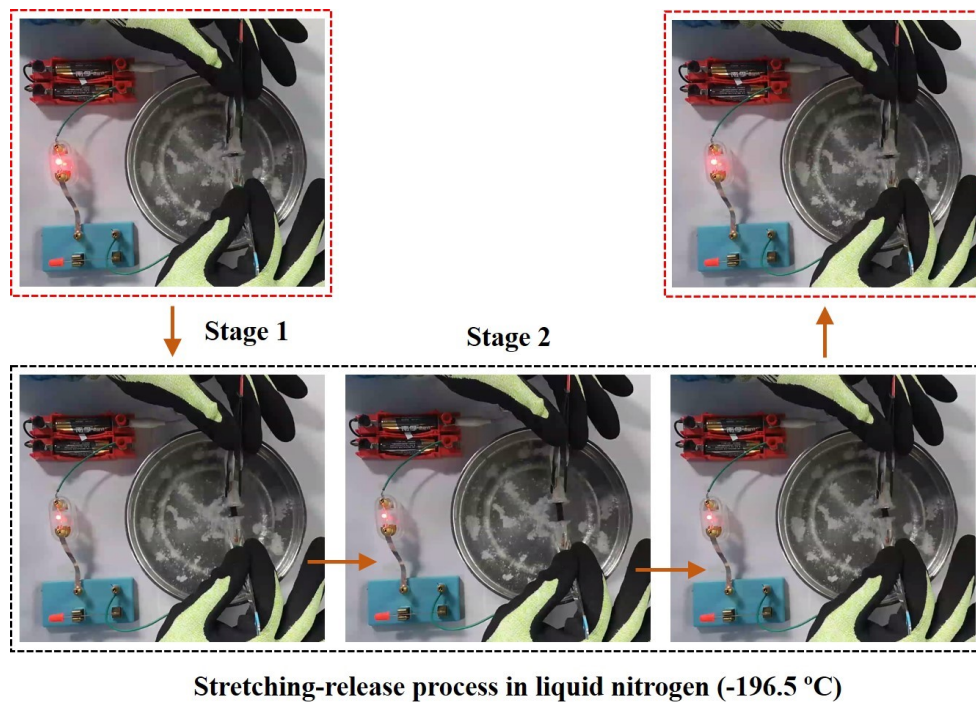 Stage 1
Stage 2
Stretching-release process in liquid nitrogen (-196.5 ºC)